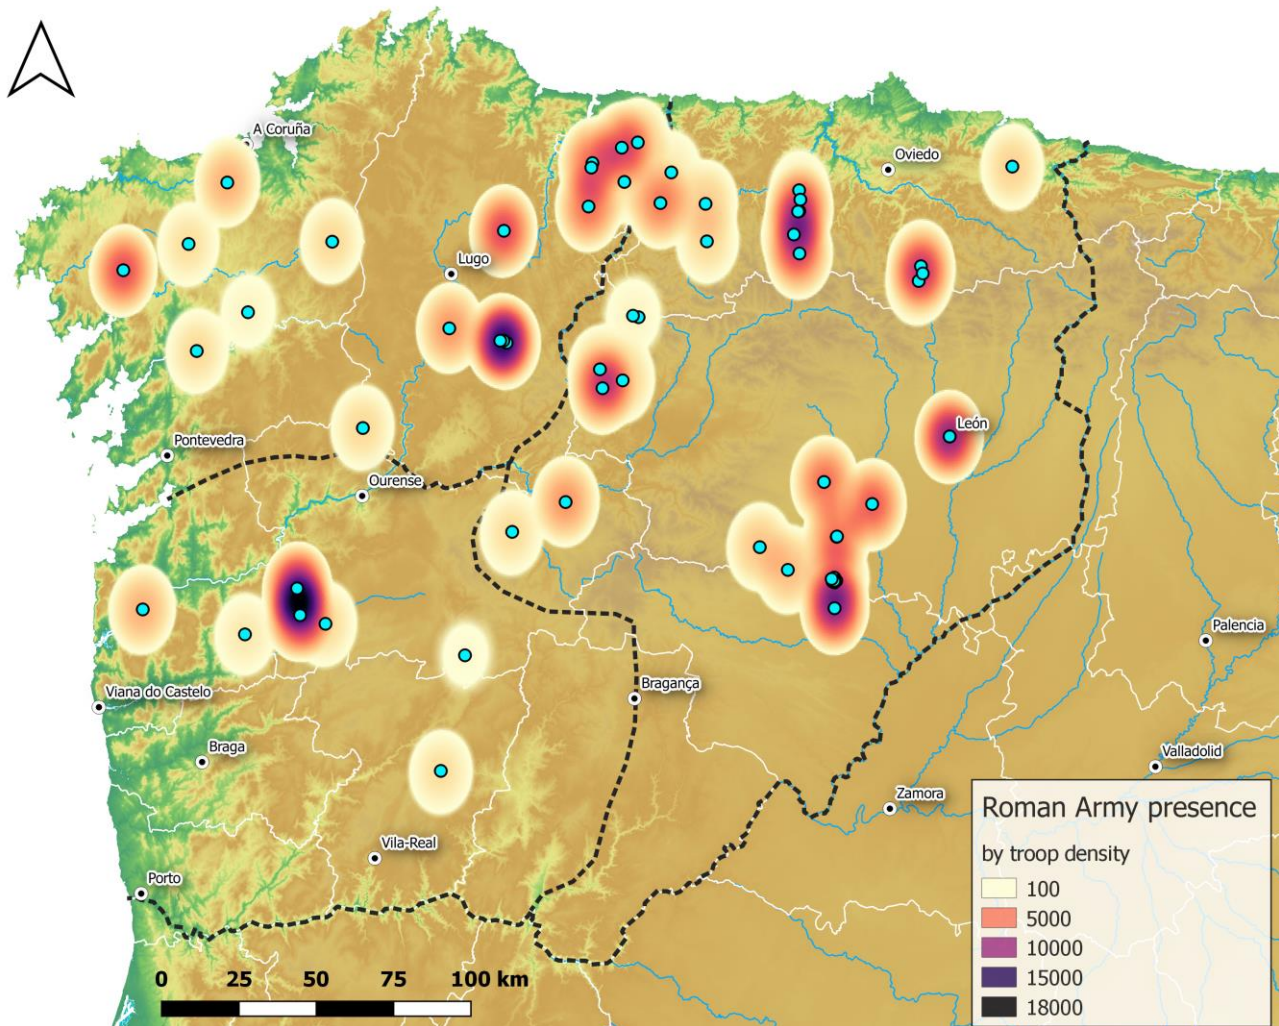 A Coruña
Oviedo
Lugo
Pontevedra
León
Ourense
Palencia
Bragança
Viana do Castelo
Braga
Valladolid
Zamora
Vila-Real
Porto
0 25 50 75 100 km
Roman Army presence
by troop density
100
5000
10000
15000
18000